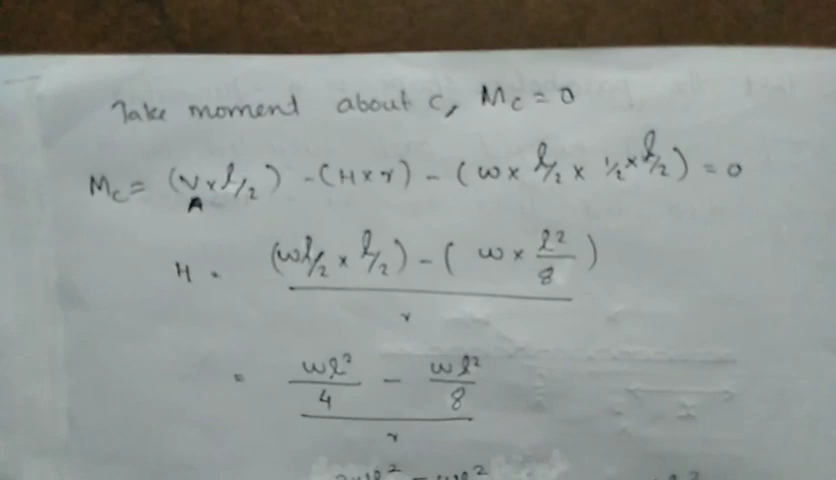 Take moment about C, Mc = 0
Mc = (VA x l/2) - (H x r) - (w x l/2 x 1/2 x l/2) = 0
H = (wl/2 x l/2) - (w x l²/8)
r
= wl²/4 - wl²/8
r